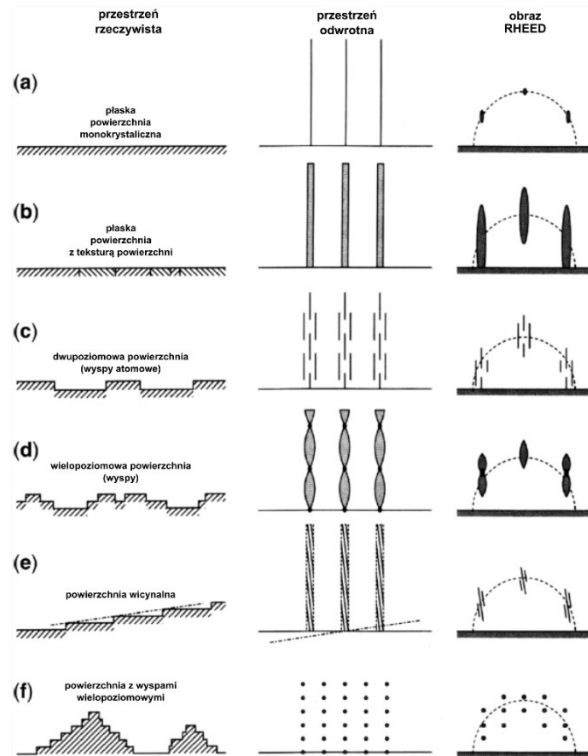 przestrzeń
rzeczywista
przestrzeń
odwrotna
obraz
RHEED
(a)
płaska
powierzchnia
monokrystaliczna
(b)
płaska
powierzchnia
z teksturą powierzchni
(c)
dwupoziomowa powierzchnia
(wyspy atomowe)
(d)
wielopoziomowa powierzchnia
(wyspy)
(e)
powierzchnia wicynalna
(f)
powierzchnia z wyspami
wielopoziomowymi